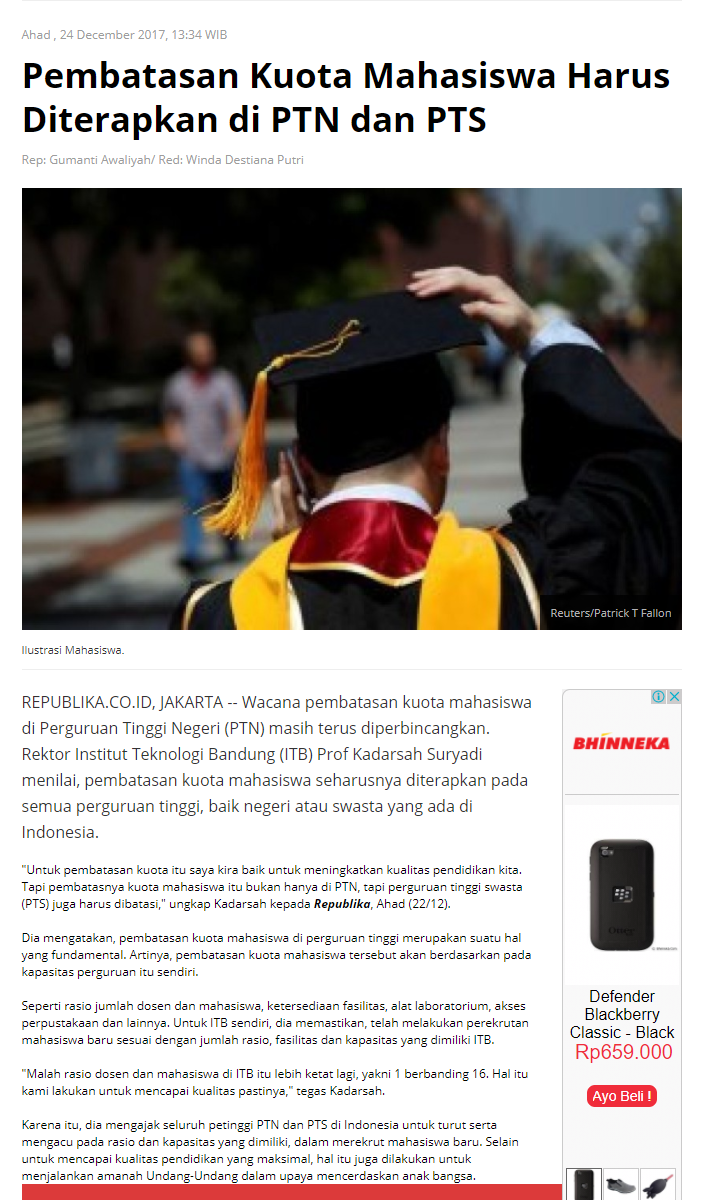 Ahad , 24 December 2017, 13:34 WIB
Pembatasan Kuota Mahasiswa Harus
Diterapkan di PTN dan PTS
Rep: Gumanti Awaliyah/ Red: Winda Destiana Putri
Reuters/Patrick T Fallon
Ilustrasi Mahasiswa.
REPUBLIKA.CO.ID, JAKARTA -- Wacana pembatasan kuota mahasiswa
di Perguruan Tinggi Negeri (PTN) masih terus diperbincangkan.
Rektor Institut Teknologi Bandung (ITB) Prof Kadarsah Suryadi
menilai, pembatasan kuota mahasiswa seharusnya diterapkan pada
semua perguruan tinggi, baik negeri atau swasta yang ada di
Indonesia.
"Untuk pembatasan kuota itu saya kira baik untuk meningkatkan kualitas pendidikan kita.
Tapi pembatasnya kuota mahasiswa itu bukan hanya di PTN, tapi perguruan tinggi swasta
(PTS) juga harus dibatasi," ungkap Kadarsah kepada Republika, Ahad (22/12).
Dia mengatakan, pembatasan kuota mahasiswa di perguruan tinggi merupakan suatu hal
yang fundamental. Artinya, pembatasan kuota mahasiswa tersebut akan berdasarkan pada
kapasitas perguruan itu sendiri.
Seperti rasio jumlah dosen dan mahasiswa, ketersediaan fasilitas, alat laboratorium, akses
perpustakaan dan lainnya. Untuk ITB sendiri, dia memastikan, telah melakukan perekrutan
mahasiswa baru sesuai dengan jumlah rasio, fasilitas dan kapasitas yang dimiliki ITB.
"Malah rasio dosen dan mahasiswa di ITB itu lebih ketat lagi, yakni 1 berbanding 16. Hal itu
kami lakukan untuk mencapai kualitas pastinya," tegas Kadarsah.
Karena itu, dia mengajak seluruh petinggi PTN dan PTS di Indonesia untuk turut serta
mengacu pada rasio dan kapasitas yang dimiliki, dalam merekrut mahasiswa baru. Selain
untuk mencapai kualitas pendidikan yang maksimal, hal itu juga dilakukan untuk
menjalankan amanah Undang-Undang dalam upaya mencerdaskan anak bangsa.
BHINNEKA
Defender
Blackberry
Classic - Black
Rp659.000
Ayo Beli !